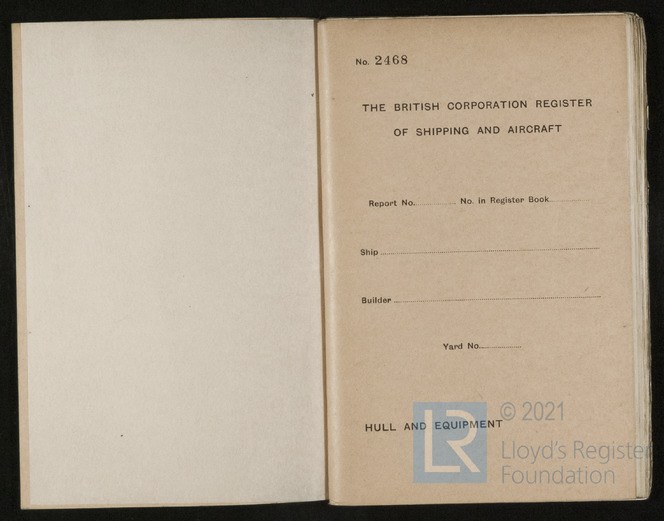 No. 2468
THE BRITISH CORPORATION REGISTER
OF SHIPPING AND AIRCRAFT
Report No. No. in Register Book
Ship
Builder
Yard No.
HULL AND EQUIPMENT
LR
© 2021
Lloyd's Register
Foundation